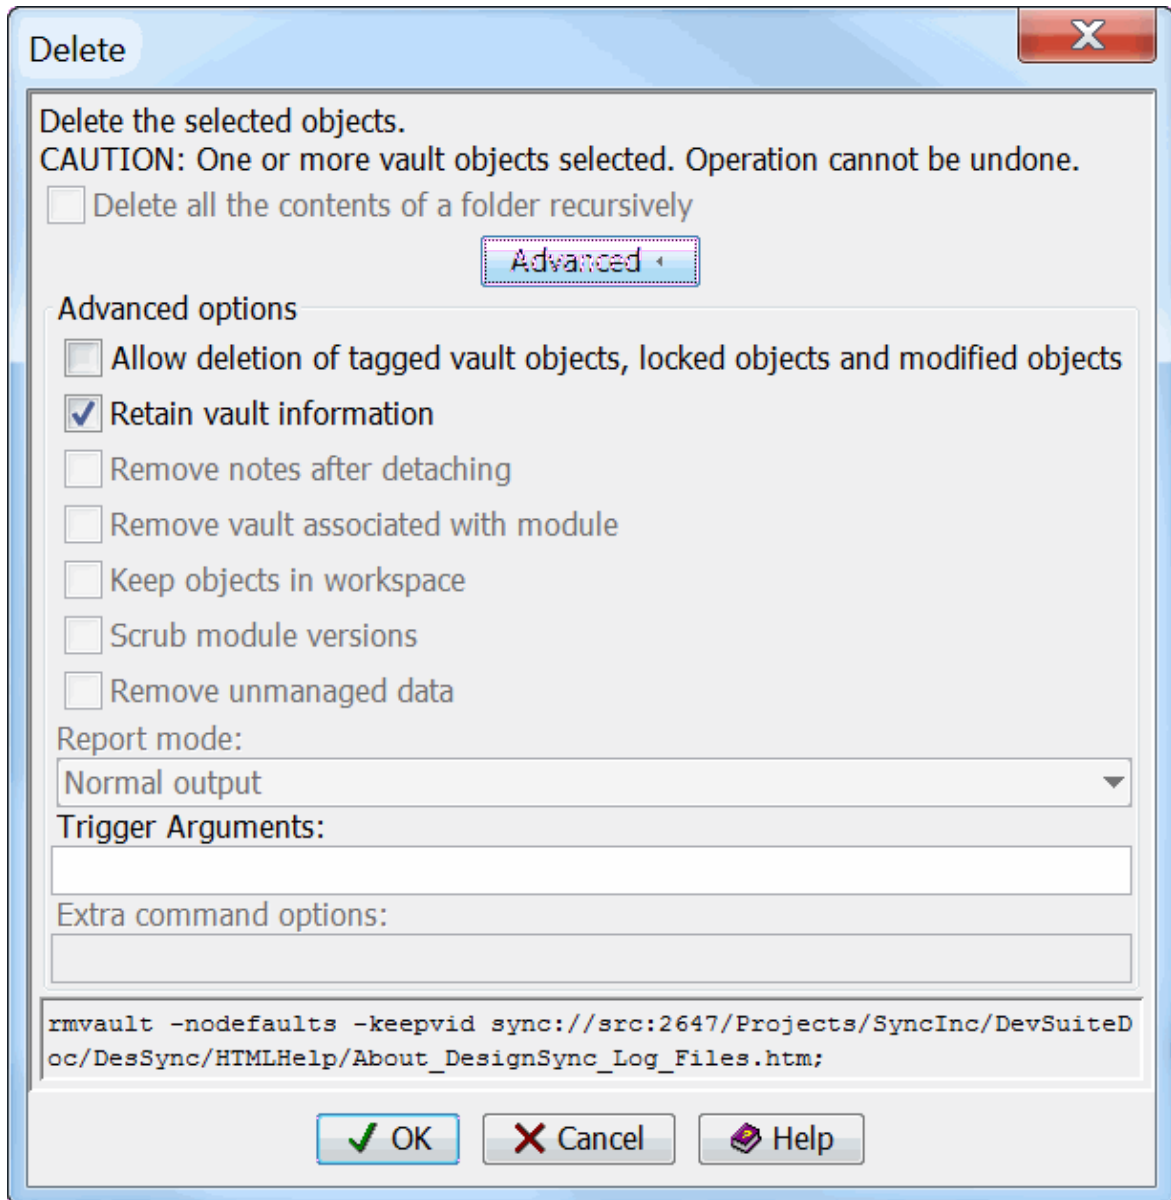 Delete
Delete the selected objects.
CAUTION: One or more vault objects selected. Operation cannot be undone.
Delete all the contents of a folder recursively
Advanced
Advanced options
Allow deletion of tagged vault objects, locked objects and modified objects
Retain vault information
Remove notes after detaching
Remove vault associated with module
Keep objects in workspace
Scrub module versions
Remove unmanaged data
Report mode:
Normal output
Trigger Arguments:
Extra command options:
rmvault -nodefaults -keepvid sync://src:2647/Projects/SyncInc/DevSuiteD
oc/DesSync/HTMLHelp/About_DesignSync_Log_Files.htm;
OK Cancel Help